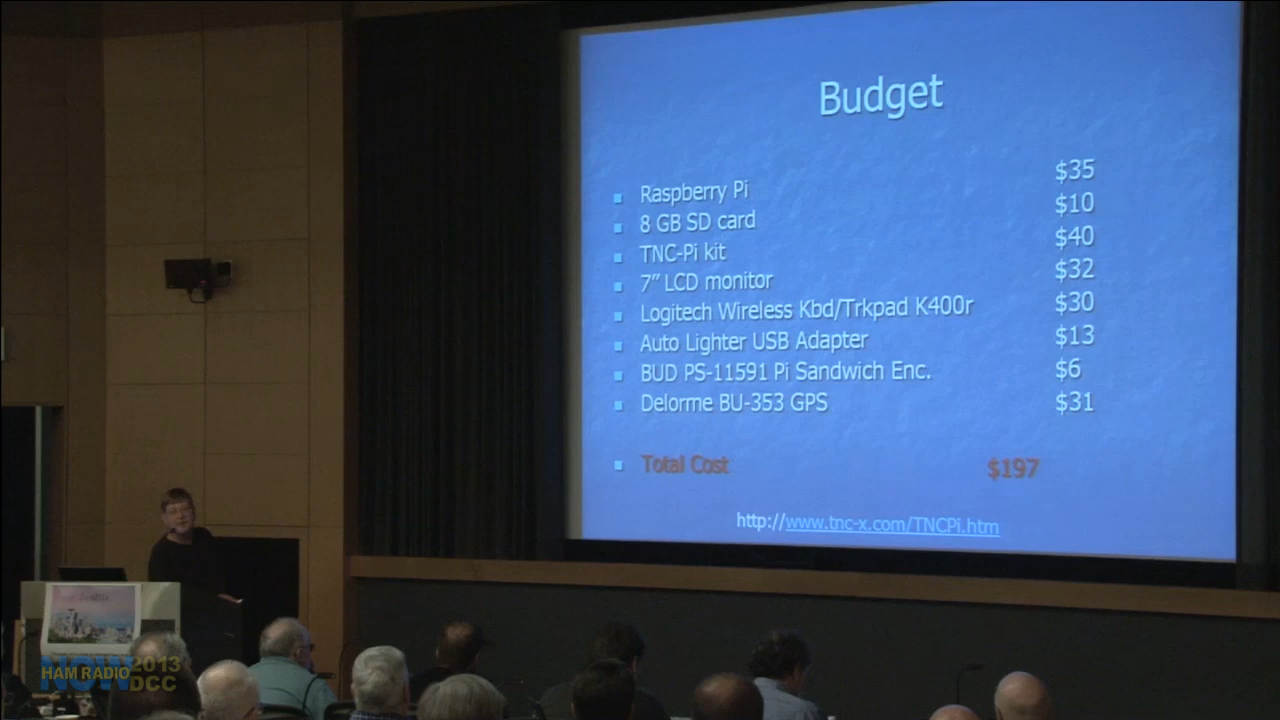 Budget
Raspberry Pi $35
8 GB SD card $10
TNC-Pi kit $40
7” LCD monitor $32
Logitech Wireless Kbd/Trkpad K400r $30
Auto Lighter USB Adapter $13
BUD PS-11591 Pi Sandwich Enc. $6
Delorme BU-353 GPS $31
Total Cost $197
http://www.tnc-x.com/TNCPi.htm
NOW
HAM RADIO 2013
DCC